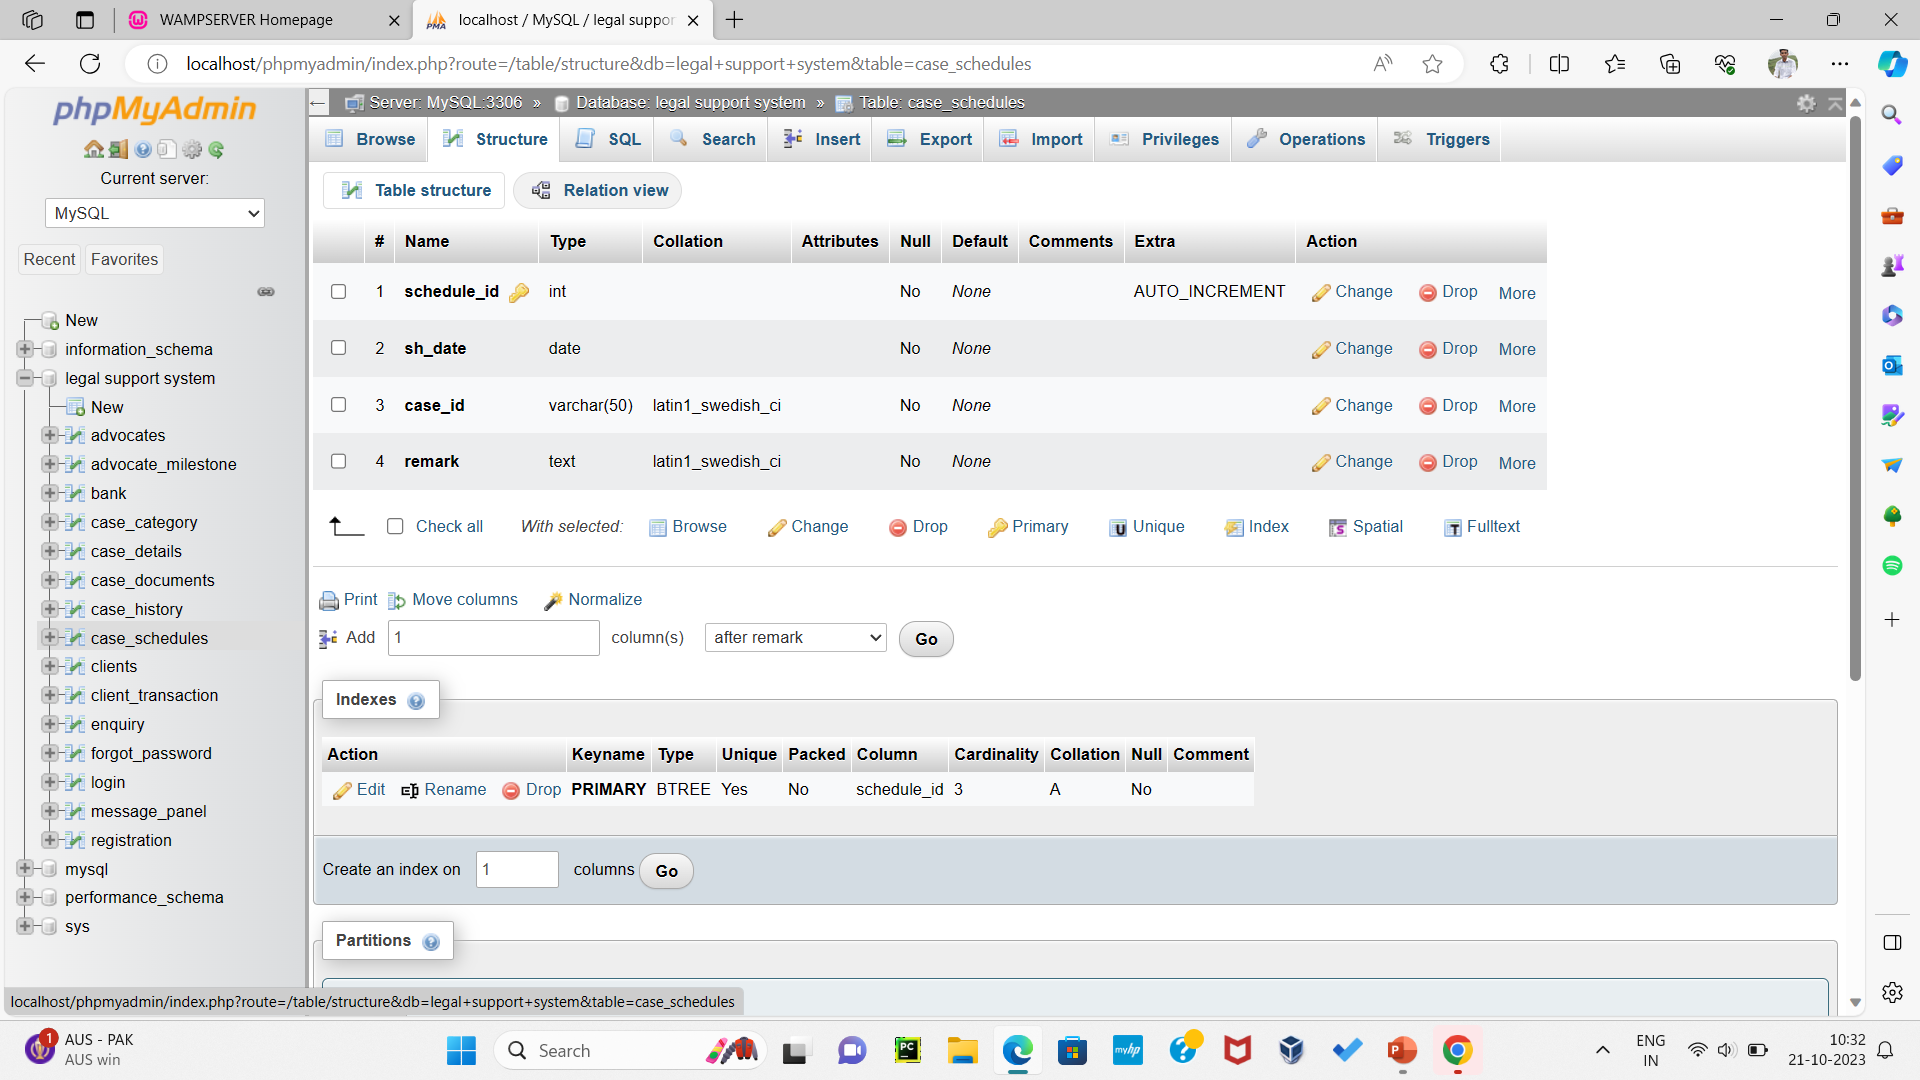 WAMPSERVER Homepage
localhost / MySQL / legal suppor
localhost/phpmyadmin/index.php?route=/table/structure&db=legal+support+system&table=case_schedules
phpMyAdmin
Current server:
MySQL
Recent Favorites
New
information_schema
legal support system
New
advocates
advocate_milestone
bank
case_category
case_details
case_documents
case_history
case_schedules
clients
client_transaction
enquiry
forgot_password
login
message_panel
registration
mysql
performance_schema
sys
Server: MySQL:3306 » Database: legal support system » Table: case_schedules
Browse Structure SQL Search Insert Export Import Privileges Operations Triggers
Table structure Relation view
# Name Type Collation Attributes Null Default Comments Extra Action
1 schedule_id int No None AUTO_INCREMENT Change Drop More
2 sh_date date No None Change Drop More
3 case_id varchar(50) latin1_swedish_ci No None Change Drop More
4 remark text latin1_swedish_ci No None Change Drop More
Check all With selected: Browse Change Drop Primary Unique Index Spatial Fulltext
Print Move columns Normalize
Add 1 column(s) after remark Go
Indexes
Action Keyname Type Unique Packed Column Cardinality Collation Null Comment
Edit Rename Drop PRIMARY BTREE Yes No schedule_id 3 A No
Create an index on 1 columns Go
Partitions
localhost/phpmyadmin/index.php?route=/table/structure&db=legal+support+system&table=case_schedules
1 AUS - PAK
AUS win
Search
ENG
IN
10:32
21-10-2023